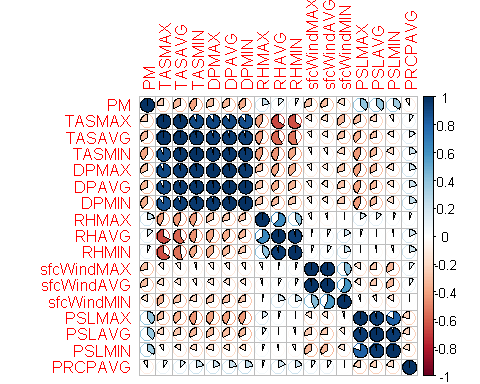 PM
TASMAX
TASAVG
TASMIN
DPMAX
DPAVG
DPMIN
RHMAX
RHAVG
RHMIN
sfcWindMAX
sfcWindAVG
sfcWindMIN
PSLMAX
PSLAVG
PSLMIN
PRCPAVG
PM
TASMAX
TASAVG
TASMIN
DPMAX
DPAVG
DPMIN
RHMAX
RHAVG
RHMIN
sfcWindMAX
sfcWindAVG
sfcWindMIN
PSLMAX
PSLAVG
PSLMIN
PRCPAVG
1
0.8
0.6
0.4
0.2
0
-0.2
-0.4
-0.6
-0.8
-1